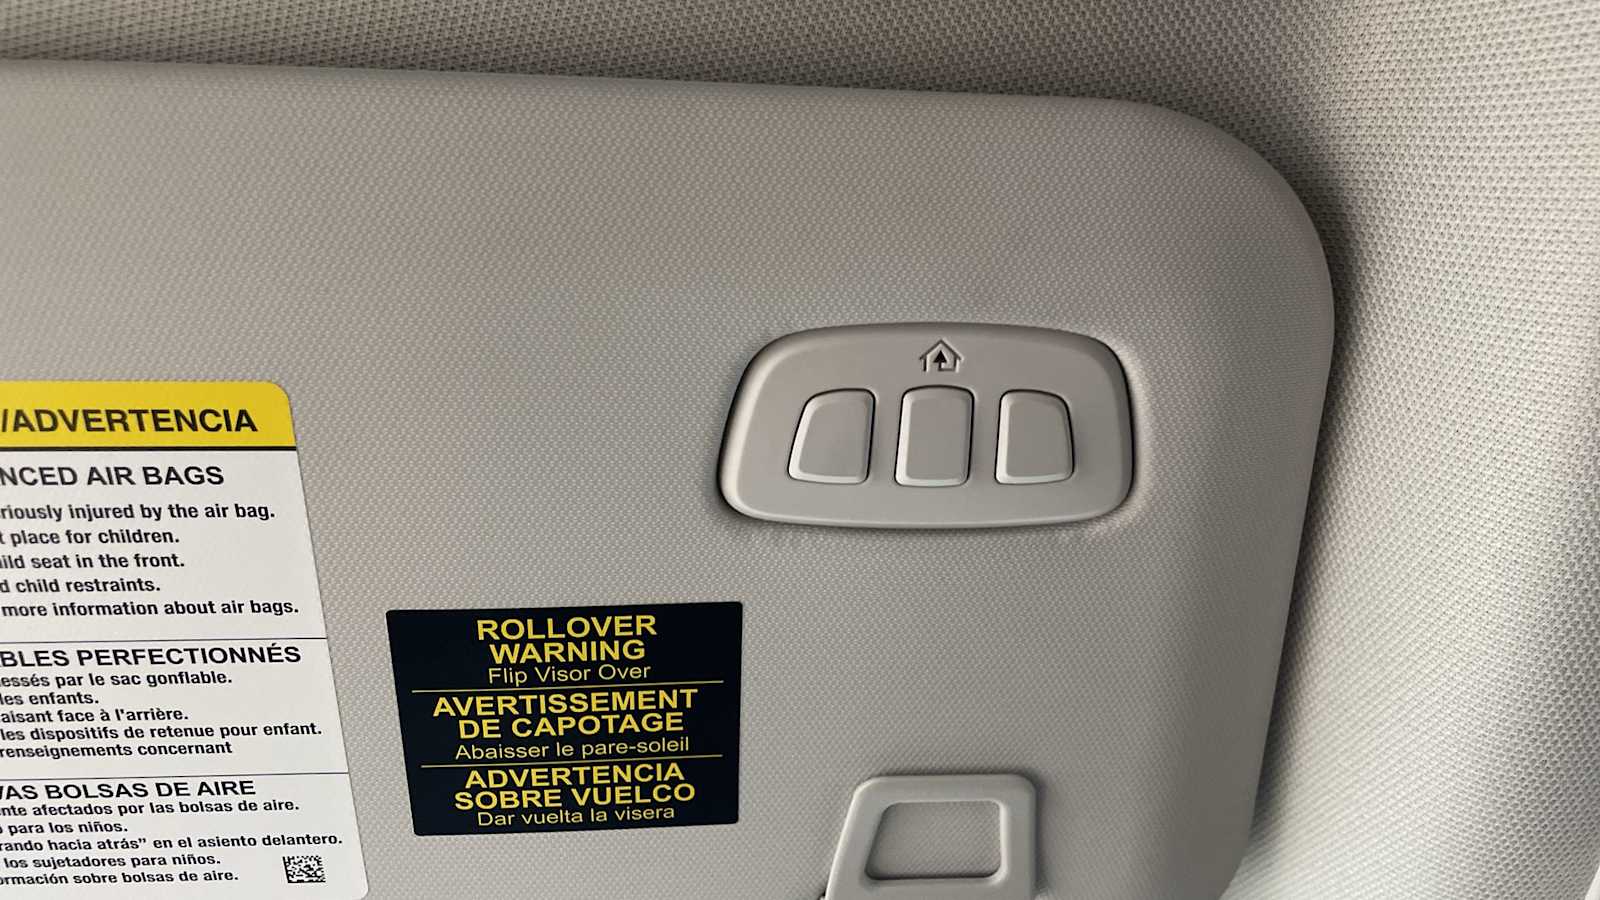 /ADVERTENCIA
NCED AIR BAGS
riously injured by the air bag.
t place for children.
ild seat in the front.
d child restraints.
more information about air bags.
BLES PERFECTIONNÉS
essés par le sac gonflable.
les enfants.
aisant face à l'arrière.
les dispositifs de retenue pour enfant.
renseignements concernant
VAS BOLSAS DE AIRE
nte afectados por las bolsas de aire.
o para los niños.
rando hacia atrás” en el asiento delantero.
los sujetadores para niños.
ormación sobre bolsas de aire.
ROLLOVER
WARNING
Flip Visor Over
AVERTISSEMENT
DE CAPOTAGE
Abaisser le pare-soleil
ADVERTENCIA
SOBRE VUELCO
Dar vuelta la visera